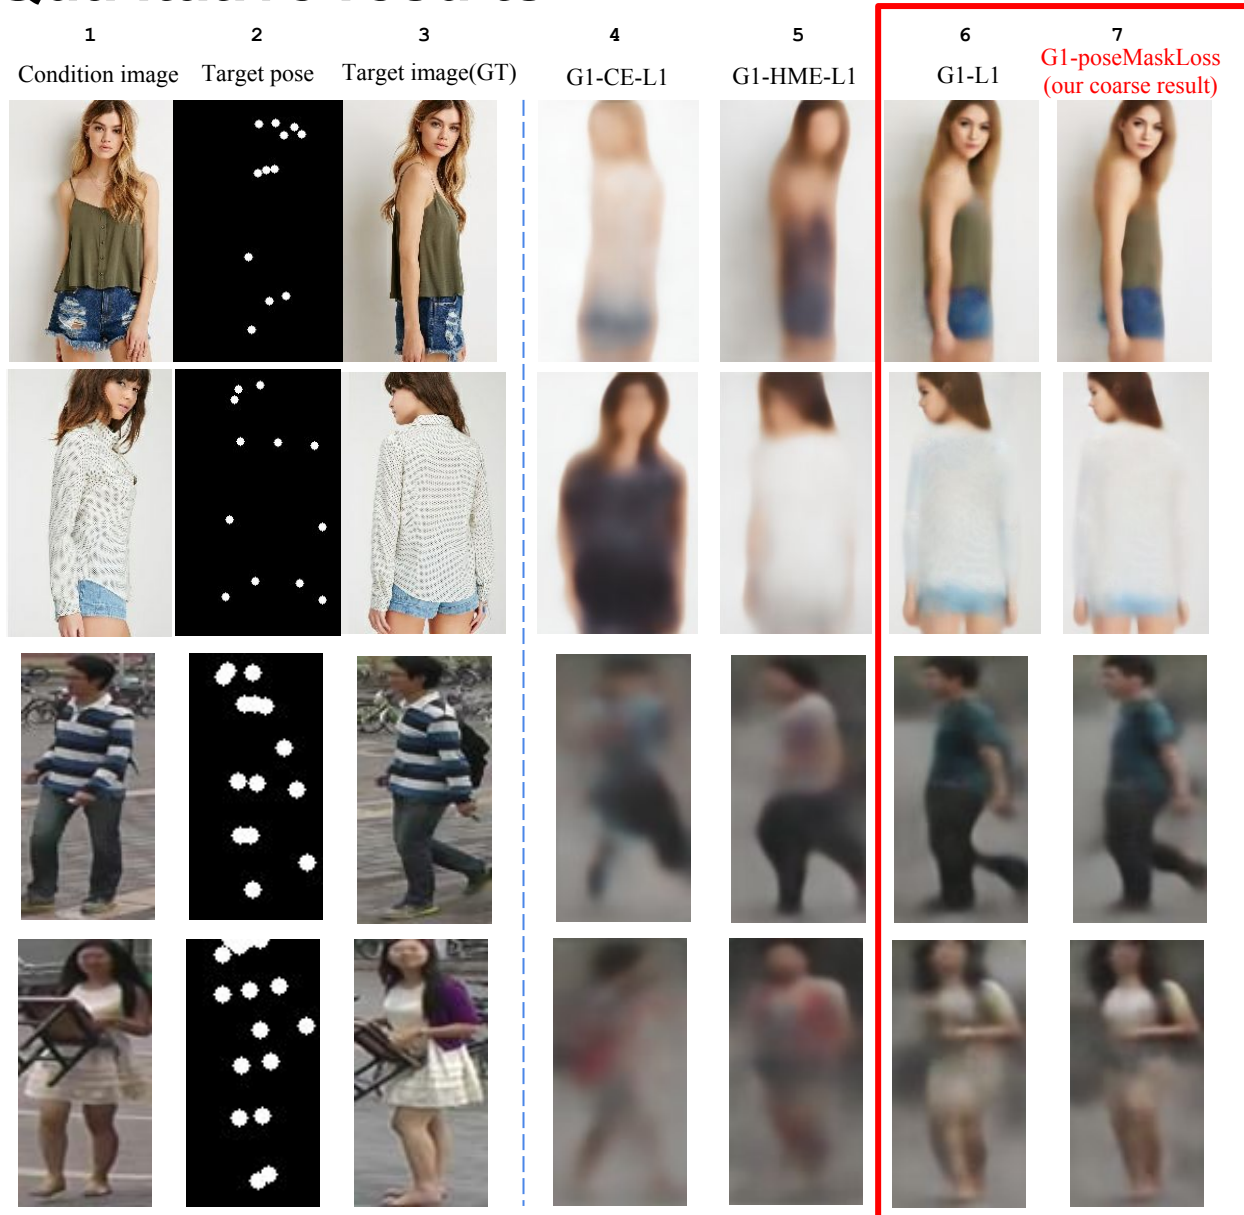 1 2 3 4 5 6 7
Condition image Target pose Target image(GT) G1-CE-L1 G1-HME-L1 G1-L1 G1-poseMaskLoss
(our coarse result)